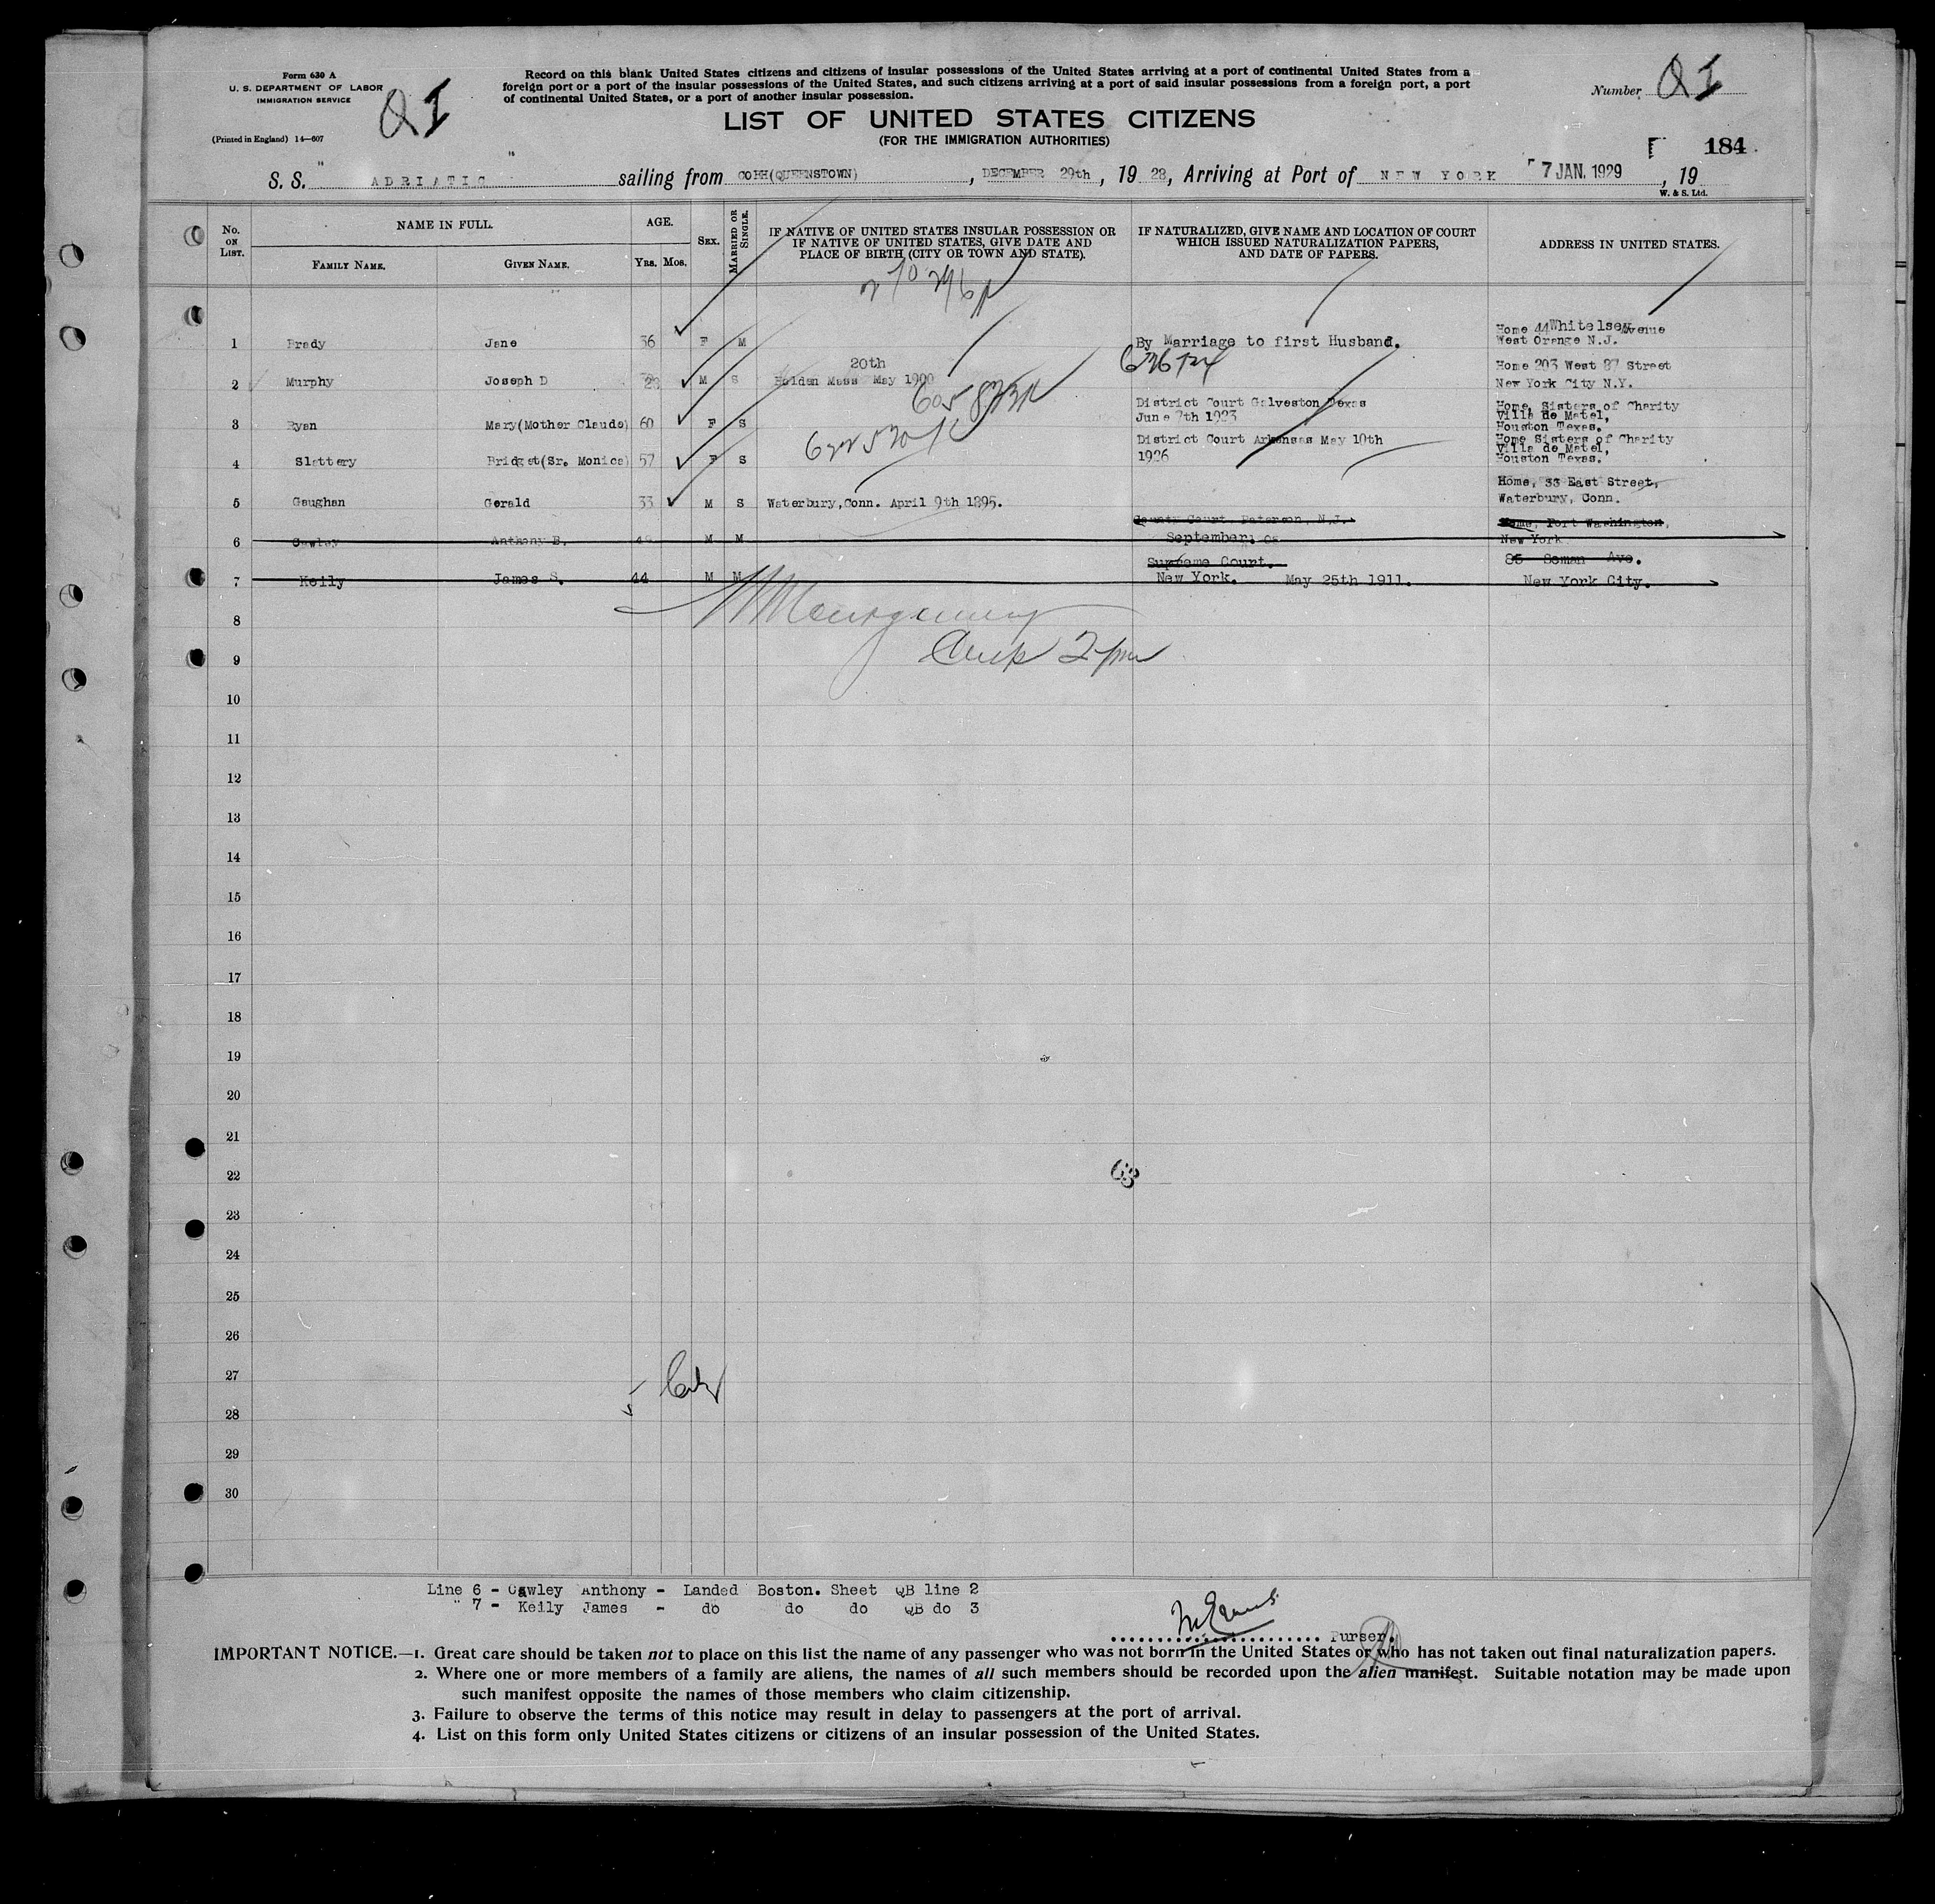 Form 630 A
U. S. DEPARTMENT OF LABOR
IMMIGRATION SERVICE
(Printed in England) 14—607
QI
Record on this blank United States citizens and citizens of insular possessions of the United States arriving at a port of continental United States from a
foreign port or a port of the insular possessions of the United States, and such citizens arriving at a port of said insular possessions from a foreign port, a port
of continental United States, or a port of another insular possession.
LIST OF UNITED STATES CITIZENS
(FOR THE IMMIGRATION AUTHORITIES)
Number QI
184
S. S. " ADRIATIC " sailing from COBH(QUEENSTOWN), DECEMBER 29th, 1928, Arriving at Port of NEW YORK 7 JAN. 1929, 19
W. & S. Ltd.
No. ON LIST. NAME IN FULL. FAMILY NAME. GIVEN NAME. AGE. YRS. MOS. SEX. MARRIED OR SINGLE. IF NATIVE OF UNITED STATES INSULAR POSSESSION OR IF NATIVE OF UNITED STATES, GIVE DATE AND PLACE OF BIRTH (CITY OR TOWN AND STATE). IF NATURALIZED, GIVE NAME AND LOCATION OF COURT WHICH ISSUED NATURALIZATION PAPERS, AND DATE OF PAPERS. ADDRESS IN UNITED STATES.
1 Brady Jane 36 F M By Marriage to first Husband. Home 44 Whitelsey Avenue West Orange N.J.
2 Murphy Joseph D 28 M S Holden Mass May 20th 1900 Home 203 West 87 Street New York City N.Y.
3 Ryan Mary(Mother Claude) 60 F S District Court Galveston Texas June 7th 1923 Home, Sisters of Charity Villa de Matel, Houston Texas.
4 Slattery Bridget(Sr. Monica) 57 F S District Court Arkansas May 10th 1926 Home Sisters of Charity Villa de Matel, Houston Texas.
5 Gaughan Gerald 33 M S Waterbury,Conn. April 9th 1895. Home, 33 East Street, Waterbury, Conn.
6 Cawley Anthony B. M M County Court, Paterson, N.J. September. Home, Port Washington, New York
7 Keily James S. 44 M M Supreme Court. New York. May 25th 1911. 85 Seman Ave. New York City.
8
Montgomery
9
Insp
10
11
12
13
14
15
16
17
18
19
20
21
22
63
23
24
25
26
27
28
29
30
Line 6 - Cawley Anthony - Landed Boston. Sheet QB line 2
" 7 - Keily James - do do do QB do 3
Purser.
IMPORTANT NOTICE.—1. Great care should be taken not to place on this list the name of any passenger who was not born in the United States or who has not taken out final naturalization papers.
2. Where one or more members of a family are aliens, the names of all such members should be recorded upon the alien manifest. Suitable notation may be made upon
such manifest opposite the names of those members who claim citizenship.
3. Failure to observe the terms of this notice may result in delay to passengers at the port of arrival.
4. List on this form only United States citizens or citizens of an insular possession of the United States.